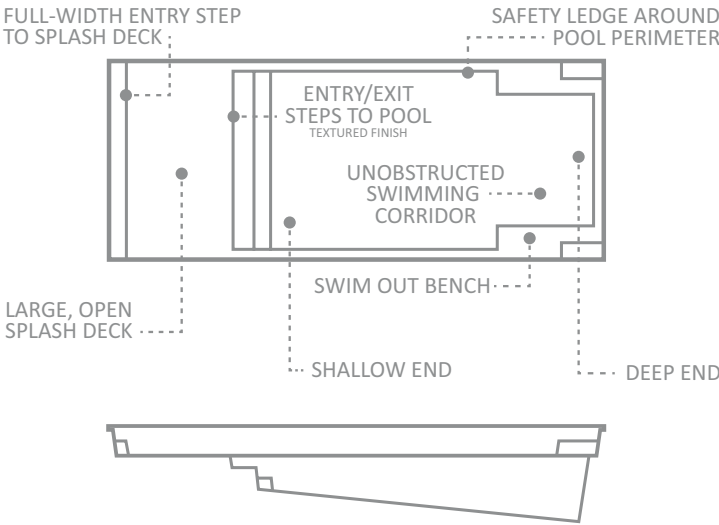 FULL-WIDTH ENTRY STEP
TO SPLASH DECK
SAFETY LEDGE AROUND
POOL PERIMETER
ENTRY/EXIT
STEPS TO POOL
TEXTURED FINISH
UNOBSTRUCTED
SWIMMING
CORRIDOR
SWIM OUT BENCH
LARGE, OPEN
SPLASH DECK
SHALLOW END
DEEP END